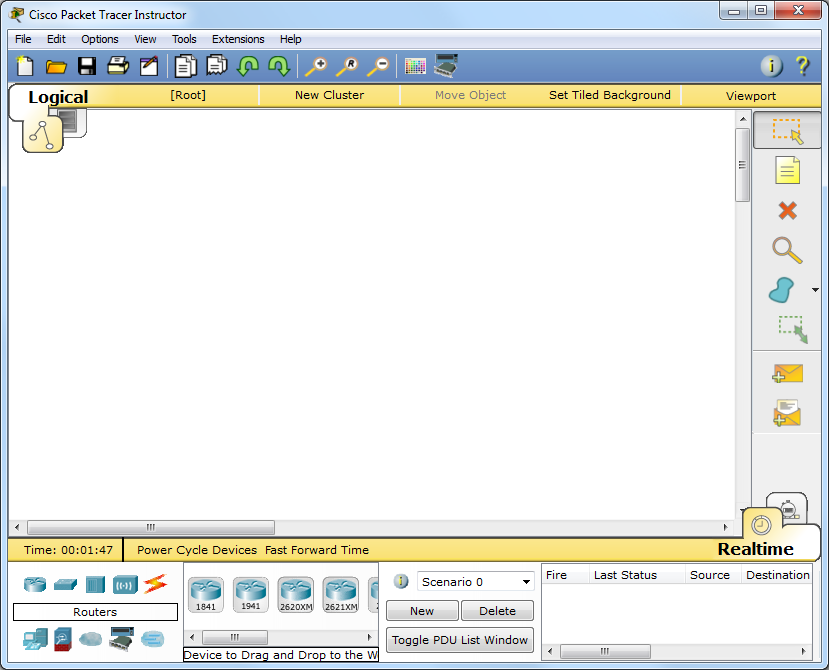 Cisco Packet Tracer Instructor
File Edit Options View Tools Extensions Help
Logical [Root] New Cluster Move Object Set Tiled Background Viewport
Time: 00:01:47 Power Cycle Devices Fast Forward Time Realtime
Routers
1841 1941 2620XM 2621XM
Device to Drag and Drop to the W
Scenario 0
New Delete
Toggle PDU List Window
Fire Last Status Source Destination